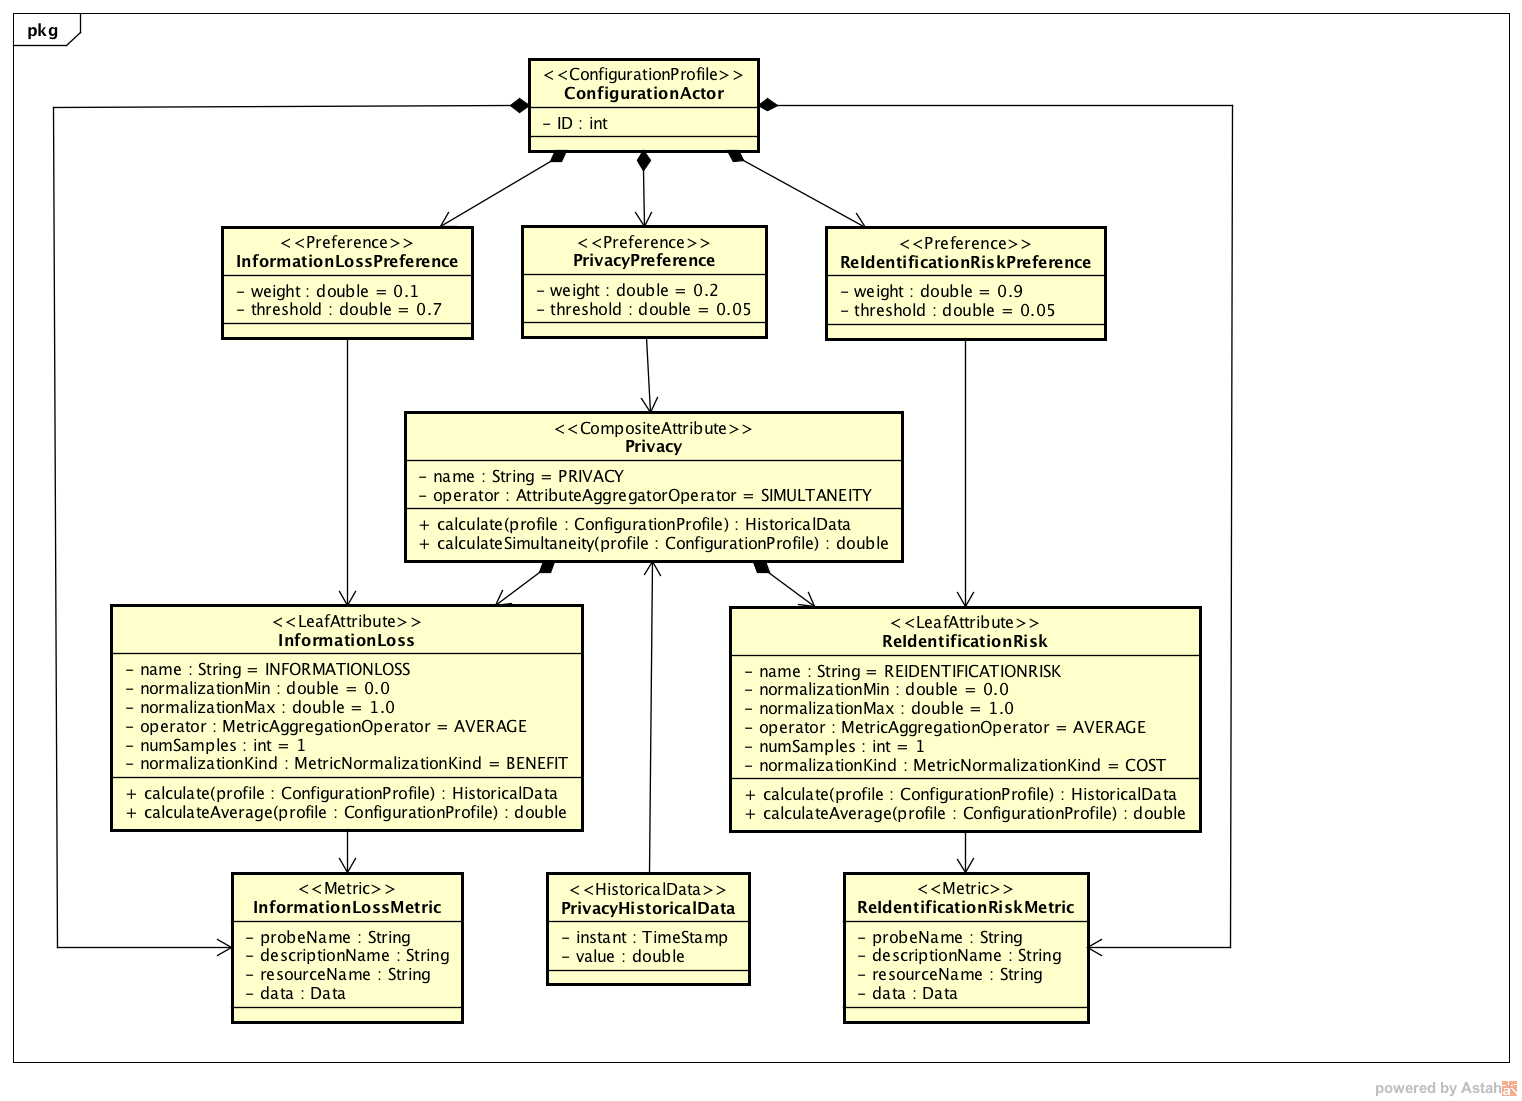 pkg
<<ConfigurationProfile>>
ConfigurationActor
- ID : int
<<Preference>>
InformationLossPreference
- weight : double = 0.1
- threshold : double = 0.7
<<Preference>>
PrivacyPreference
- weight : double = 0.2
- threshold : double = 0.05
<<Preference>>
ReIdentificationRiskPreference
- weight : double = 0.9
- threshold : double = 0.05
<<CompositeAttribute>>
Privacy
- name : String = PRIVACY
- operator : AttributeAggregatorOperator = SIMULTANEITY
+ calculate(profile : ConfigurationProfile) : HistoricalData
+ calculateSimultaneity(profile : ConfigurationProfile) : double
<<LeafAttribute>>
InformationLoss
- name : String = INFORMATIONLOSS
- normalizationMin : double = 0.0
- normalizationMax : double = 1.0
- operator : MetricAggregationOperator = AVERAGE
- numSamples : int = 1
- normalizationKind : MetricNormalizationKind = BENEFIT
+ calculate(profile : ConfigurationProfile) : HistoricalData
+ calculateAverage(profile : ConfigurationProfile) : double
<<LeafAttribute>>
ReIdentificationRisk
- name : String = REIDENTIFICATIONRISK
- normalizationMin : double = 0.0
- normalizationMax : double = 1.0
- operator : MetricAggregationOperator = AVERAGE
- numSamples : int = 1
- normalizationKind : MetricNormalizationKind = COST
+ calculate(profile : ConfigurationProfile) : HistoricalData
+ calculateAverage(profile : ConfigurationProfile) : double
<<Metric>>
InformationLossMetric
- probeName : String
- descriptionName : String
- resourceName : String
- data : Data
<<HistoricalData>>
PrivacyHistoricalData
- instant : TimeStamp
- value : double
<<Metric>>
ReIdentificationRiskMetric
- probeName : String
- descriptionName : String
- resourceName : String
- data : Data
powered by Astah